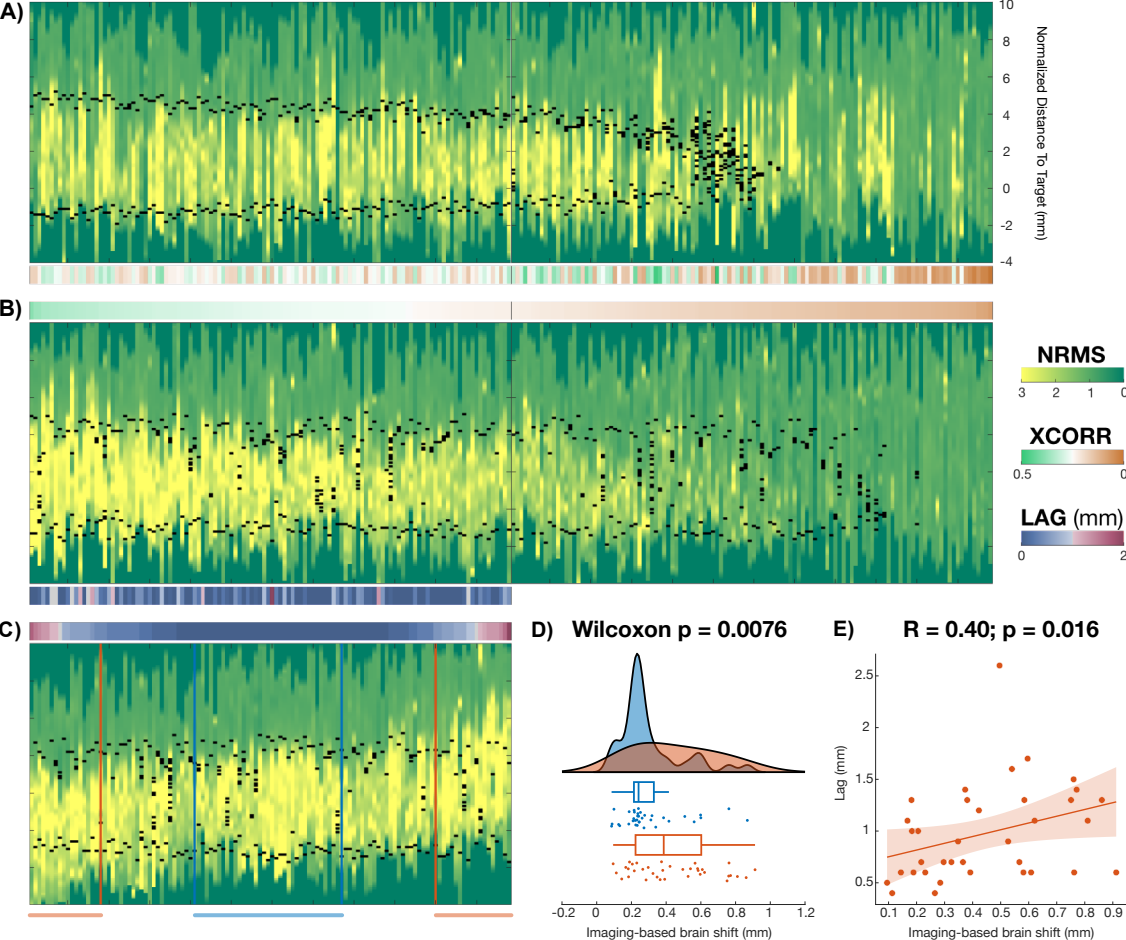 A)
10
8
6
4
2
0
-2
-4
Normalized Distance To Target (mm)
B)
NRMS
3 2 1 0
XCORR
0.5 0
LAG (mm)
0 2
C)
D) Wilcoxon p = 0.0076
-0.2 0 0.2 0.4 0.6 0.8 1 1.2
Imaging-based brain shift (mm)
E) R = 0.40; p = 0.016
2.5
2
1.5
1
0.5
Lag (mm)
0.1 0.2 0.3 0.4 0.5 0.6 0.7 0.8 0.9
Imaging-based brain shift (mm)